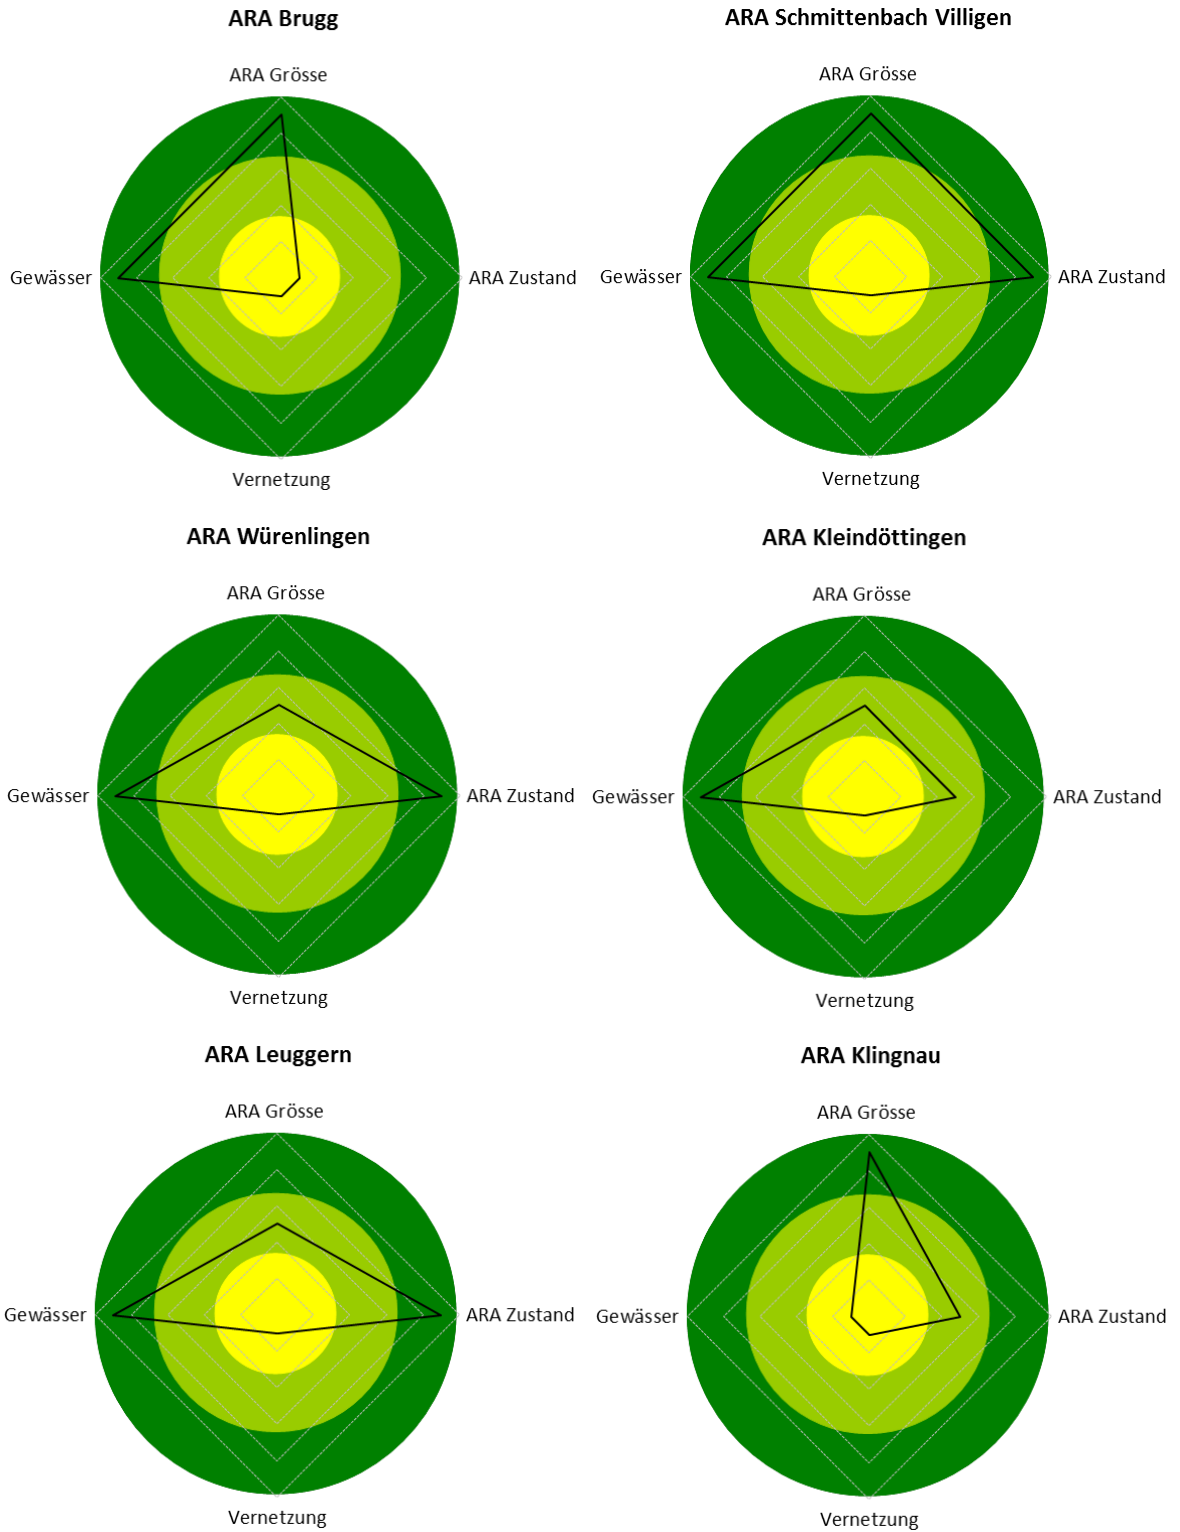 ARA Brugg
ARA Grösse
Gewässer
ARA Zustand
Vernetzung
ARA Schmittenbach Villigen
ARA Grösse
Gewässer
ARA Zustand
Vernetzung
ARA Würenlingen
ARA Grösse
Gewässer
ARA Zustand
Vernetzung
ARA Kleindöttingen
ARA Grösse
Gewässer
ARA Zustand
Vernetzung
ARA Leuggern
ARA Grösse
Gewässer
ARA Zustand
Vernetzung
ARA Klingnau
ARA Grösse
Gewässer
ARA Zustand
Vernetzung